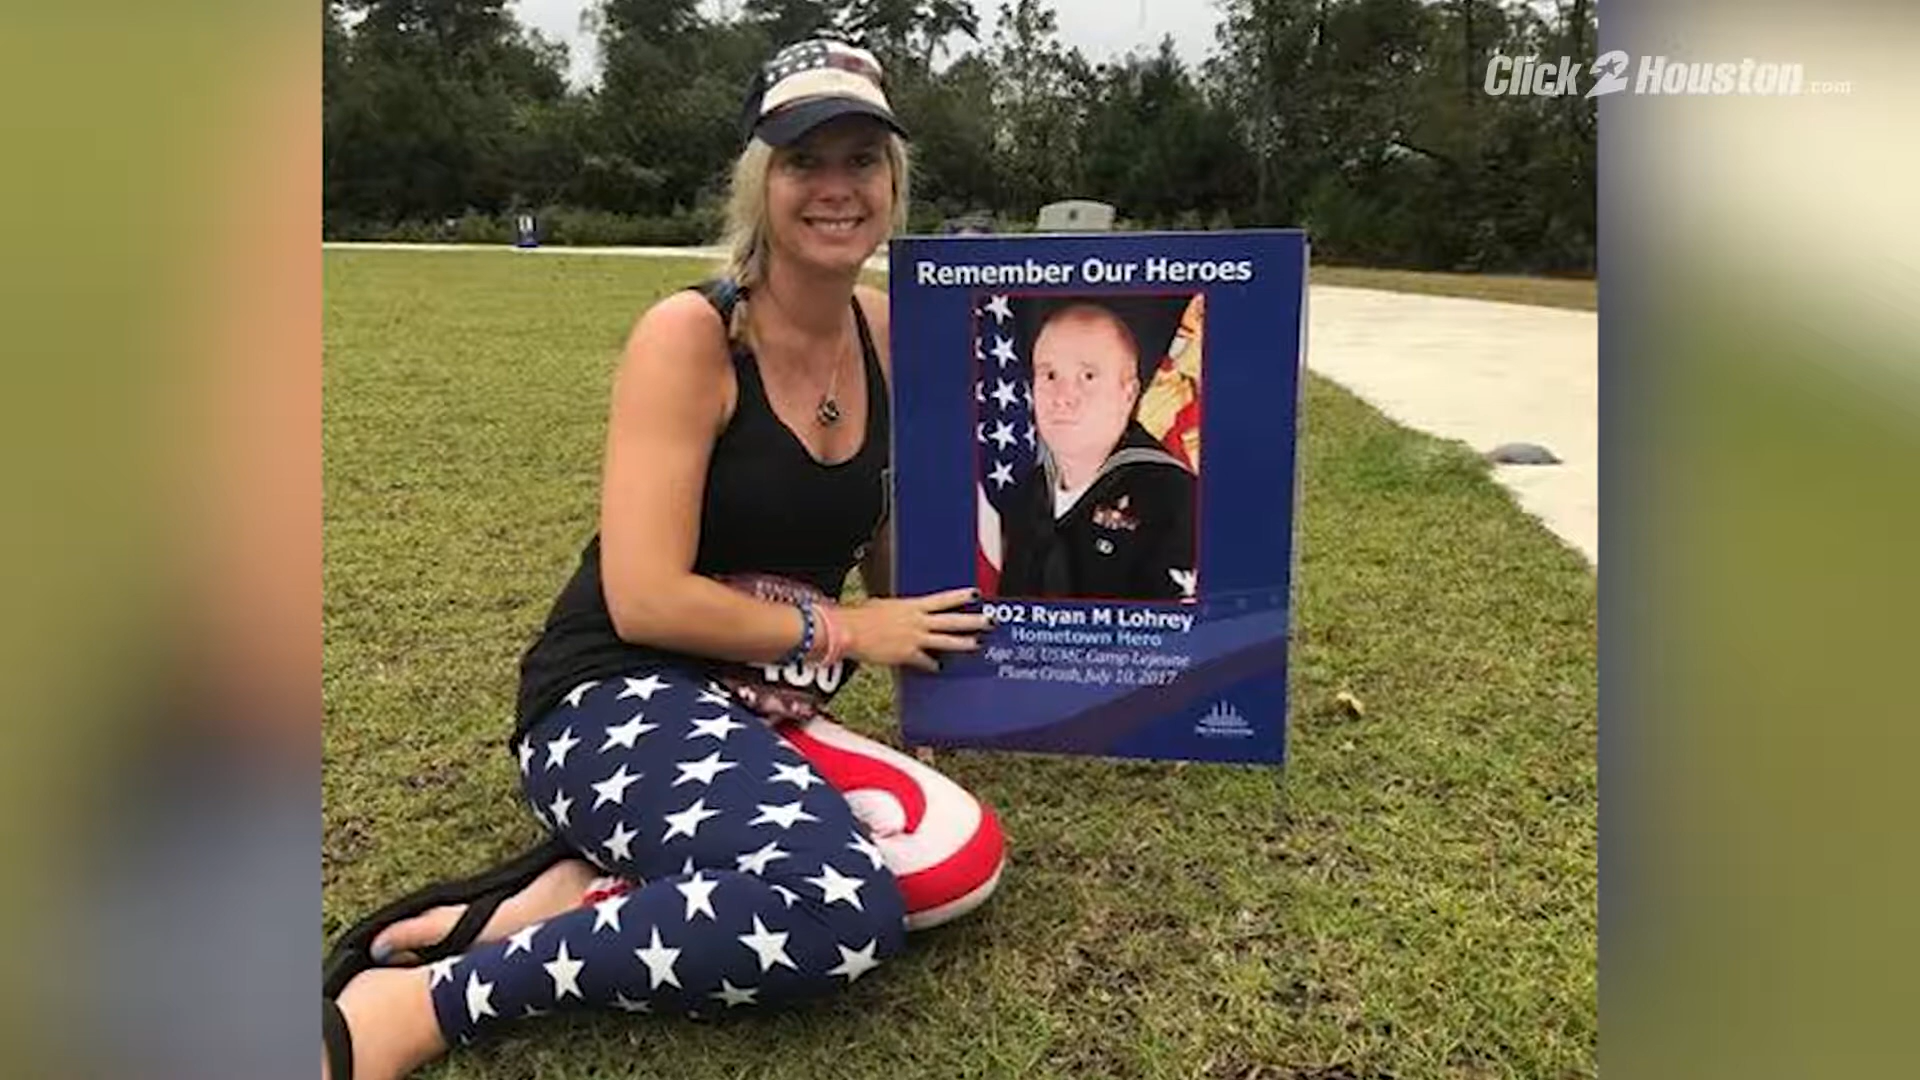 Click2Houston.com
Remember Our Heroes
PO2 Ryan M Lohrey
Hometown Hero
Age 30, USMC Camp Lejeune
Plane Crash, July 10, 2017